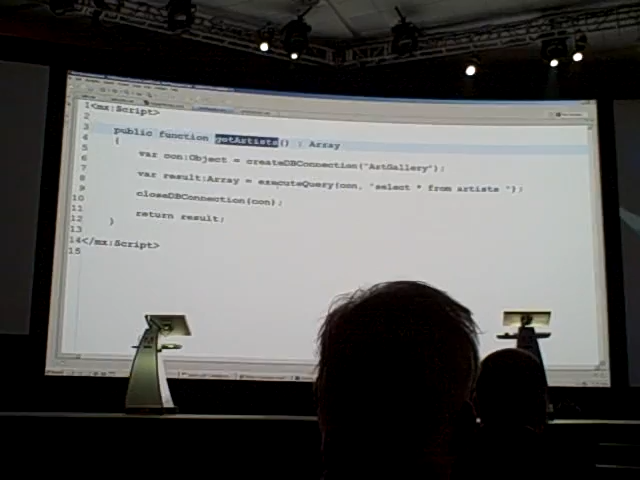 1 <mx:Script>
2
3
4 public function gotArtists() : Array
5 {
6 var con:Object = createDBConnection("ArtGallery");
7
8 var result:Array = executeQuery(con, "select * from artists ");
9
10 closeDBConnection(con);
11
12 return result;
13 }
14 </mx:Script>
15